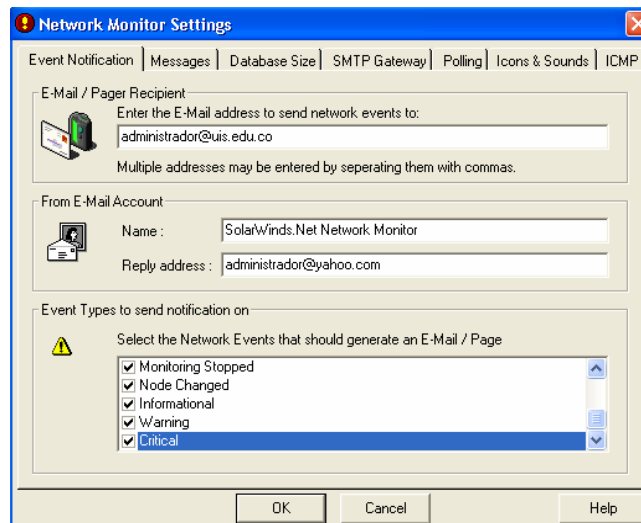 Network Monitor Settings
Event Notification Messages Database Size SMTP Gateway Polling Icons & Sounds ICMP
E-Mail / Pager Recipient
Enter the E-Mail address to send network events to:
administrador@uis.edu.co
Multiple addresses may be entered by seperating them with commas.
From E-Mail Account
Name : SolarWinds.Net Network Monitor
Reply address : administrador@yahoo.com
Event Types to send notification on
Select the Network Events that should generate an E-Mail / Page
Monitoring Stopped
Node Changed
Informational
Warning
Critical
OK Cancel Help